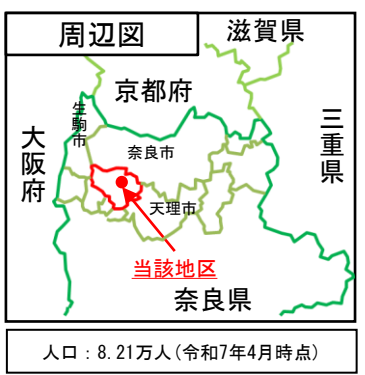 周辺図
滋賀県
京都府
生駒市
奈良市
三重県
大阪府
天理市
当該地区
奈良県
人口：8.21万人(令和7年4月時点)